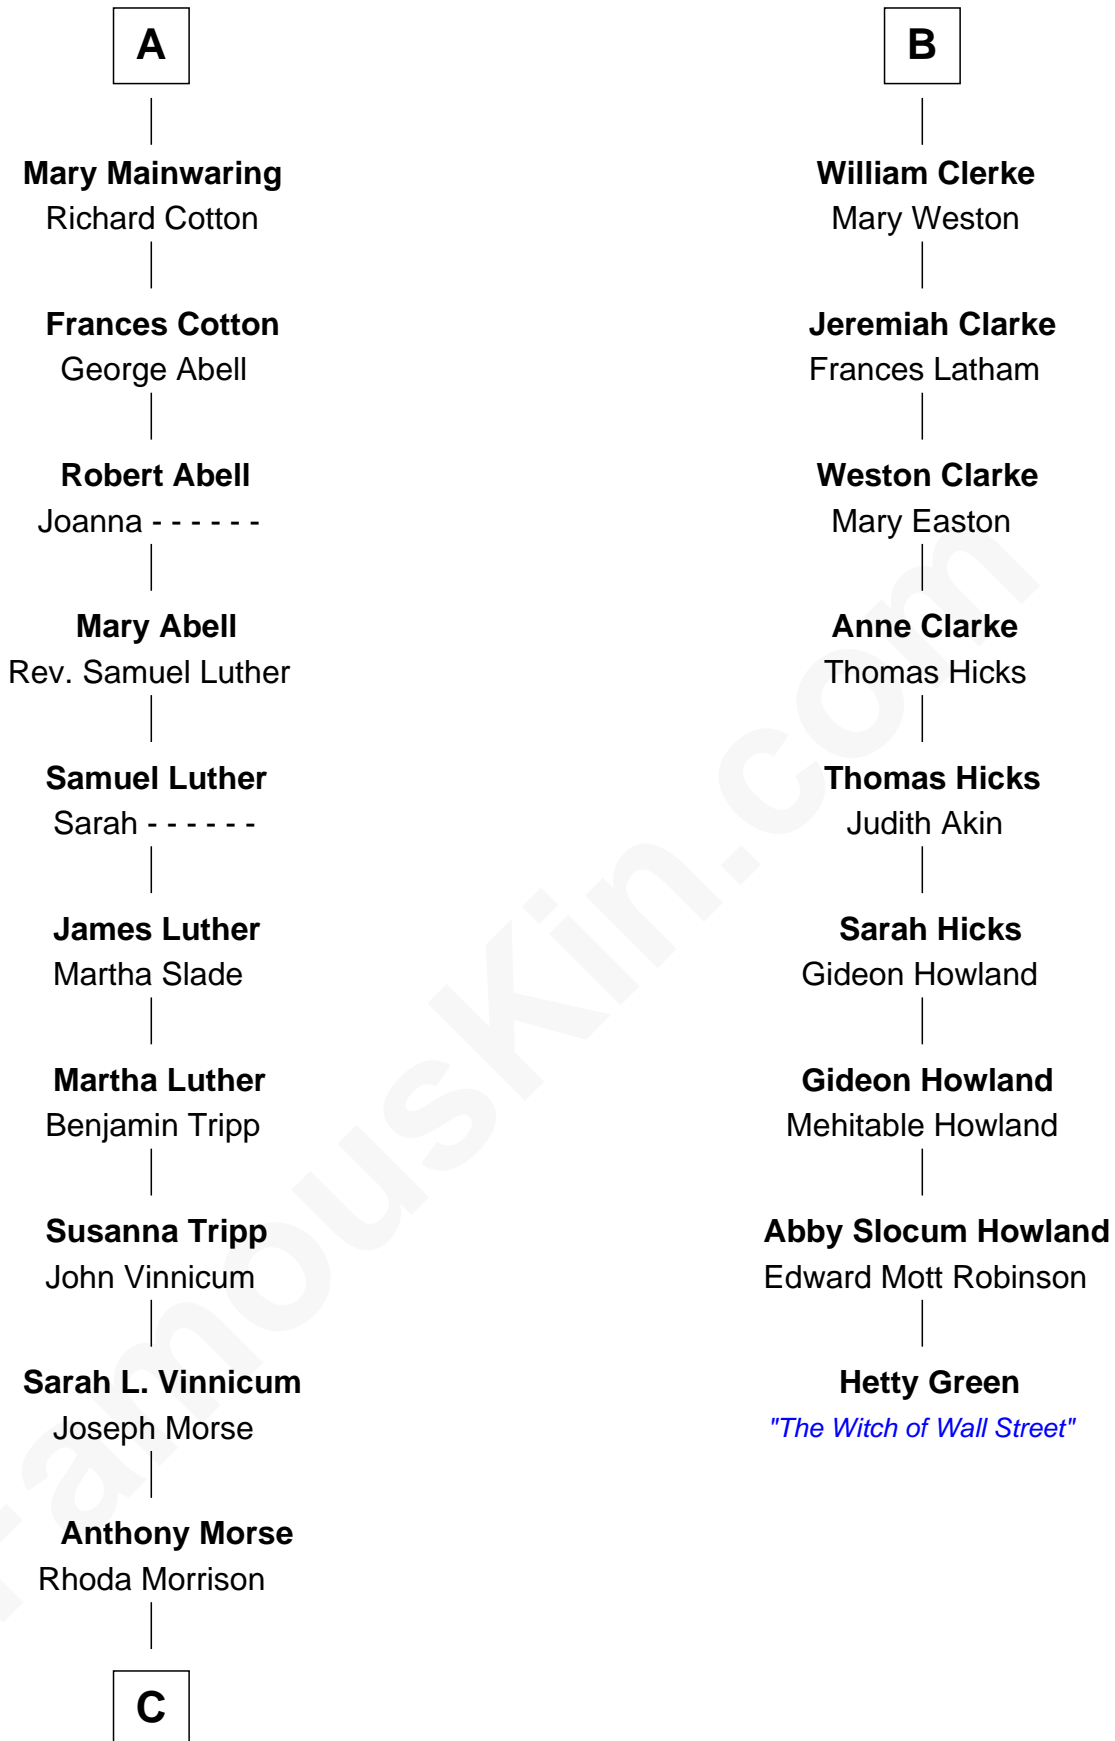 A
Mary Mainwaring
Richard Cotton
Frances Cotton
George Abell
Robert Abell
Joanna - - - - - -
Mary Abell
Rev. Samuel Luther
Samuel Luther
Sarah - - - - - -
James Luther
Martha Slade
Martha Luther
Benjamin Tripp
Susanna Tripp
John Vinnicum
Sarah L. Vinnicum
Joseph Morse
Anthony Morse
Rhoda Morrison
C
B
William Clerke
Mary Weston
Jeremiah Clarke
Frances Latham
Weston Clarke
Mary Easton
Anne Clarke
Thomas Hicks
Thomas Hicks
Judith Akin
Sarah Hicks
Gideon Howland
Gideon Howland
Mehitable Howland
Abby Slocum Howland
Edward Mott Robinson
Hetty Green
"The Witch of Wall Street"
FamousKin.com